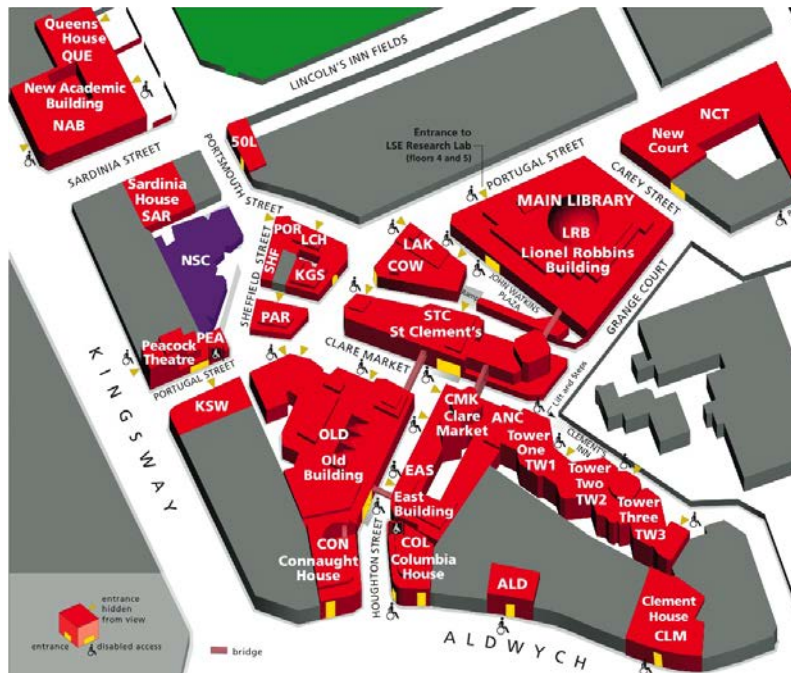 Queens
House
QUE
New Academic
Building
NAB
LINCOLN'S INN FIELDS
SARDINIA STREET
PORTSMOUTH STREET
50L
Entrance to
LSE Research Lab
(floors 4 and 5)
PORTUGAL STREET
NCT
New
Court
CAREY STREET
Sardinia
House
SAR
NSC
SHEFFIELD STREET
POR
LCH
SHF
KGS
PAR
LAK
COW
MAIN LIBRARY
LRB
Lionel Robbins
Building
JOHN WATKINS
PLAZA
GRANGE COURT
STC
St Clement's
PEA
Peacock
Theatre
PORTUGAL STREET
CLARE MARKET
KINGSWAY
KSW
OLD
Old
Building
CMK
Clare
Market
ANC
Lift and Steps
CLEMENT'S
INN
Tower
One
TW1
Tower
Two
TW2
Tower
Three
TW3
EAS
East
Building
CON
Connaught
House
HOUGHTON STREET
COL
Columbia
House
ALD
Clement
House
CLM
ALDWYCH
entrance
hidden
from view
entrance
disabled access
bridge